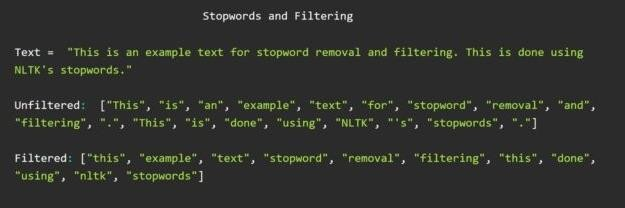 Stopwords and Filtering
Text = "This is an example text for stopword removal and filtering. This is done using
NLTK's stopwords."
Unfiltered: ["This", "is", "an", "example", "text", "for", "stopword", "removal", "and",
"filtering", ".", "This", "is", "done", "using", "NLTK", "'s", "stopwords", "."]
Filtered: ["this", "example", "text", "stopword", "removal", "filtering", "this", "done",
"using", "nltk", "stopwords"]